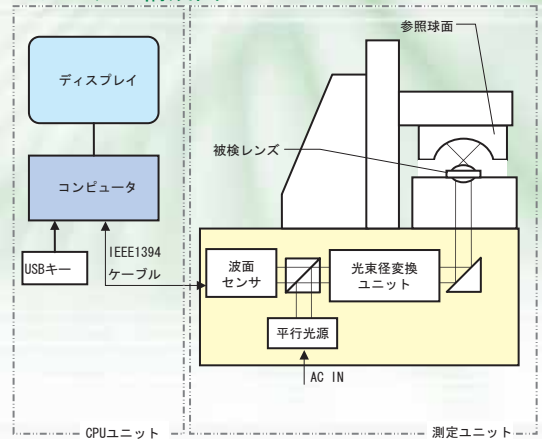 ディスプレイ
コンピュータ
USBキー
IEEE1394
ケーブル
CPUユニット
参照球面
被検レンズ
波面
センサ
光束径変換
ユニット
平行光源
AC IN
測定ユニット